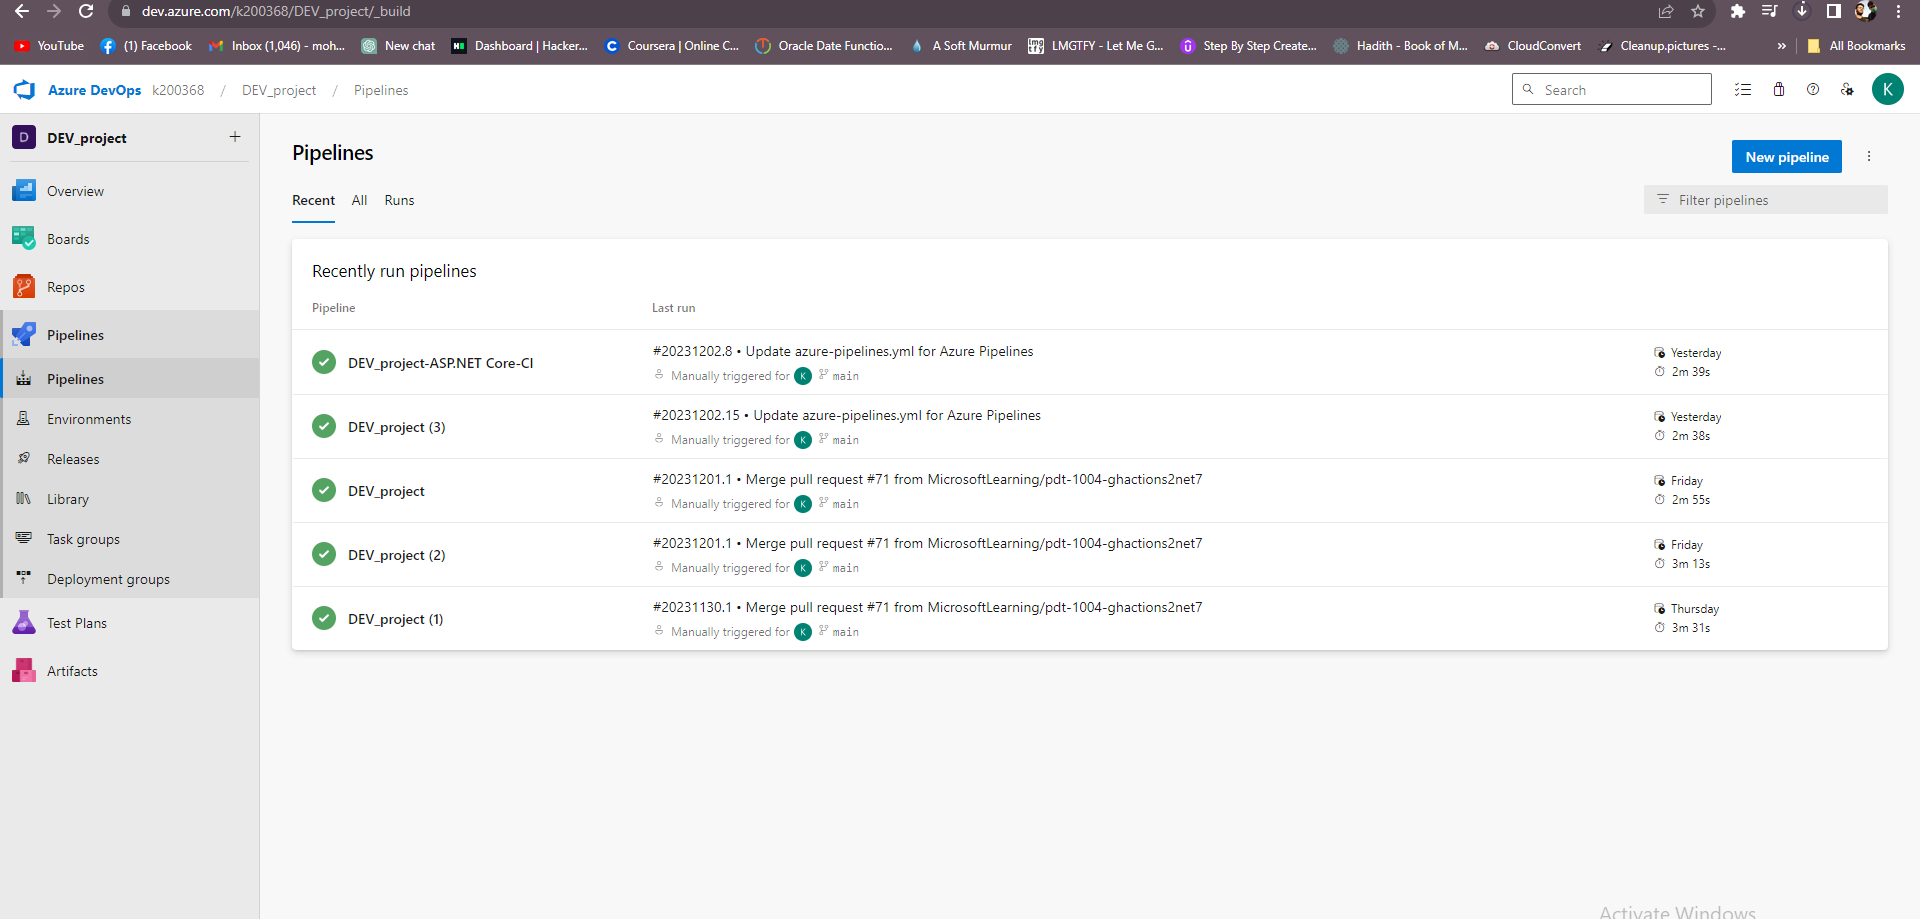 dev.azure.com/k200368/DEV_project/_build
YouTube (1) Facebook Inbox (1,046) - moh... New chat Dashboard | Hacker... Coursera | Online C... Oracle Date Functio... A Soft Murmur LMGTFY - Let Me G... Step By Step Create... Hadith - Book of M... CloudConvert Cleanup.pictures -... » All Bookmarks
Azure DevOps k200368 / DEV_project / Pipelines Search K
D DEV_project +
Overview
Boards
Repos
Pipelines
Pipelines
Environments
Releases
Library
Task groups
Deployment groups
Test Plans
Artifacts
Pipelines
New pipeline
Recent All Runs
Filter pipelines
Recently run pipelines
Pipeline Last run
DEV_project-ASP.NET Core-CI
#20231202.8 • Update azure-pipelines.yml for Azure Pipelines
Manually triggered for K main
Yesterday
2m 39s
DEV_project (3)
#20231202.15 • Update azure-pipelines.yml for Azure Pipelines
Manually triggered for K main
Yesterday
2m 38s
DEV_project
#20231201.1 • Merge pull request #71 from MicrosoftLearning/pdt-1004-ghactions2net7
Manually triggered for K main
Friday
2m 55s
DEV_project (2)
#20231201.1 • Merge pull request #71 from MicrosoftLearning/pdt-1004-ghactions2net7
Manually triggered for K main
Friday
3m 13s
DEV_project (1)
#20231130.1 • Merge pull request #71 from MicrosoftLearning/pdt-1004-ghactions2net7
Manually triggered for K main
Thursday
3m 31s
Activate Windows